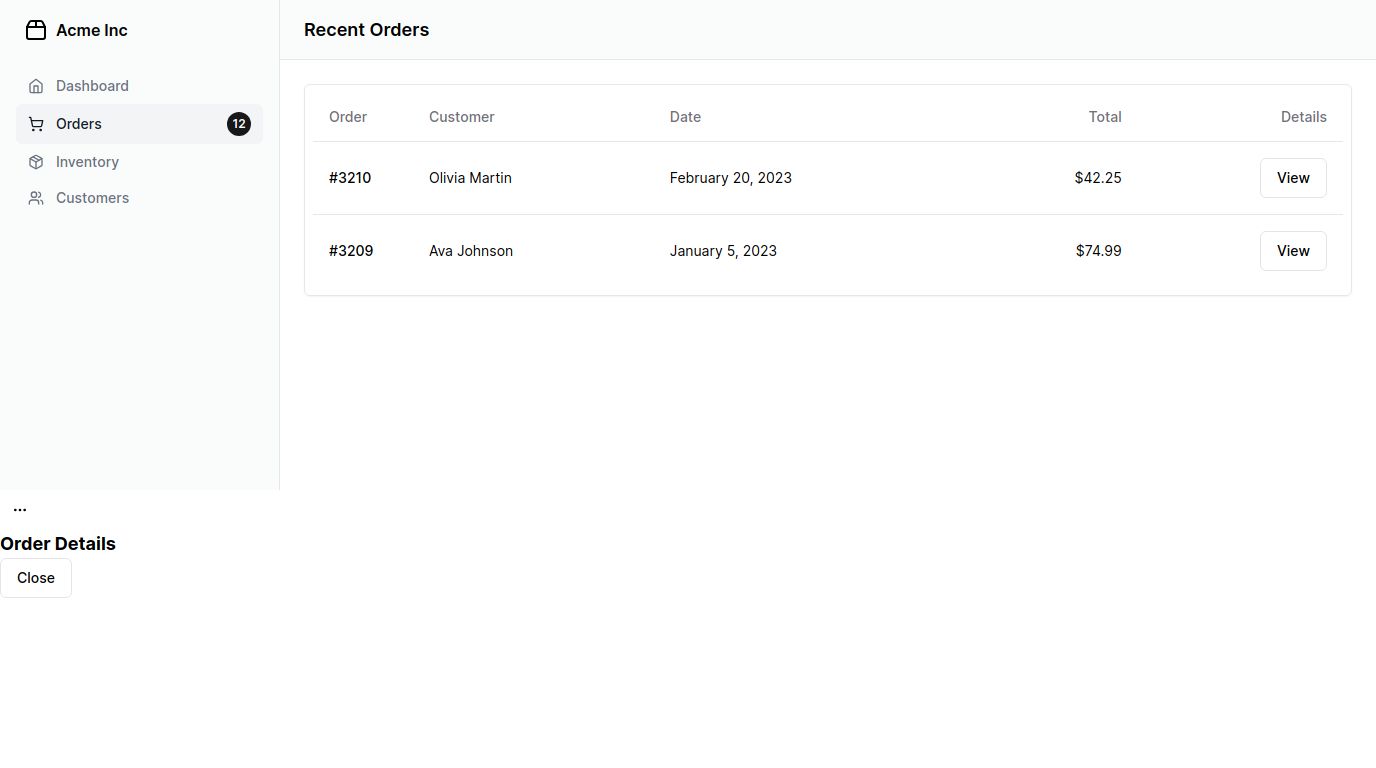 Acme Inc
Dashboard
Orders 12
Inventory
Customers
Recent Orders
Order Customer Date Total Details
#3210 Olivia Martin February 20, 2023 $42.25 View
#3209 Ava Johnson January 5, 2023 $74.99 View
...
Order Details
Close